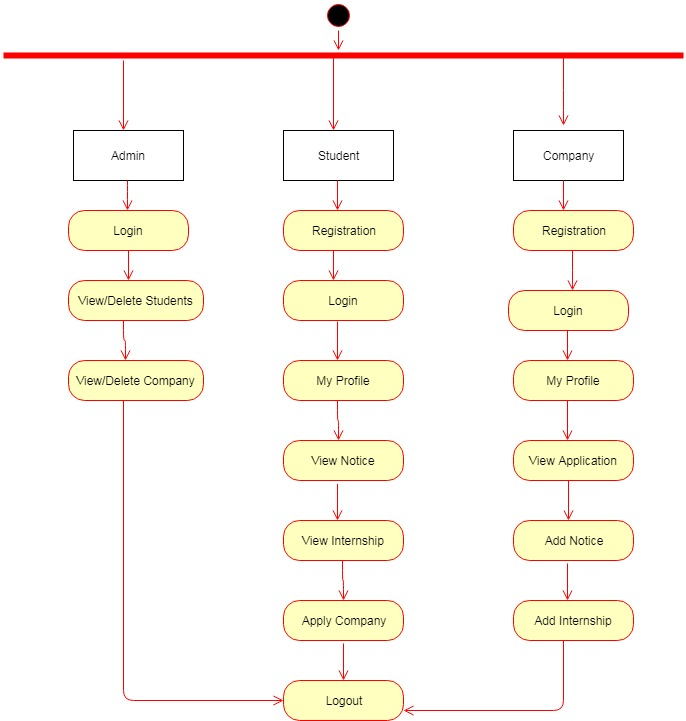 Admin
Student
Company
Login
Registration
Registration
View/Delete Students
Login
Login
View/Delete Company
My Profile
My Profile
View Notice
View Application
View Internship
Add Notice
Apply Company
Add Internship
Logout